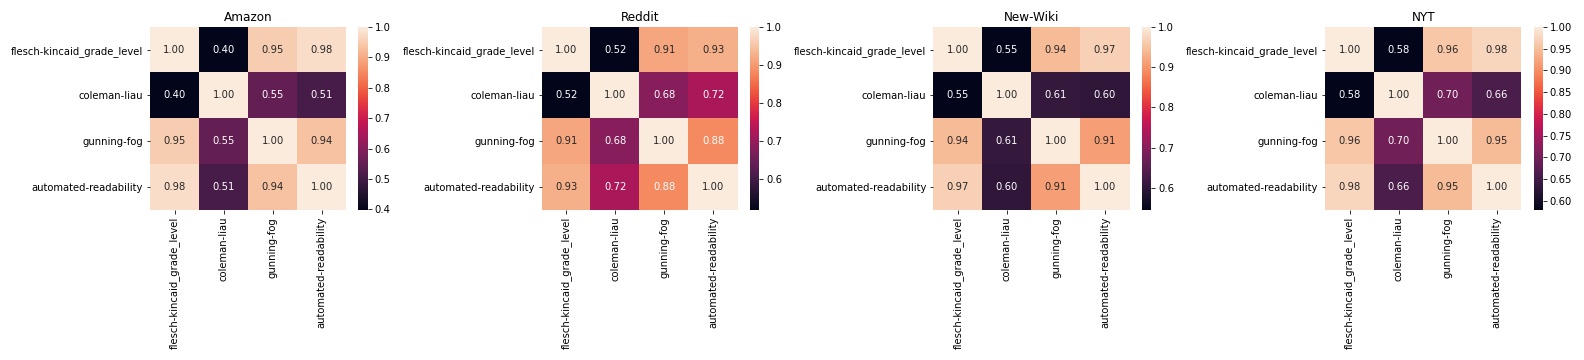 Amazon
flesch-kincaid_grade_level 1.00 0.40 0.95 0.98
coleman-liau 0.40 1.00 0.55 0.51
gunning-fog 0.95 0.55 1.00 0.94
automated-readability 0.98 0.51 0.94 1.00
flesch-kincaid_grade_level
coleman-liau
gunning-fog
automated-readability
1.0
0.9
0.8
0.7
0.6
0.5
0.4
Reddit
flesch-kincaid_grade_level 1.00 0.52 0.91 0.93
coleman-liau 0.52 1.00 0.68 0.72
gunning-fog 0.91 0.68 1.00 0.88
automated-readability 0.93 0.72 0.88 1.00
flesch-kincaid_grade_level
coleman-liau
gunning-fog
automated-readability
1.0
0.9
0.8
0.7
0.6
New-Wiki
flesch-kincaid_grade_level 1.00 0.55 0.94 0.97
coleman-liau 0.55 1.00 0.61 0.60
gunning-fog 0.94 0.61 1.00 0.91
automated-readability 0.97 0.60 0.91 1.00
flesch-kincaid_grade_level
coleman-liau
gunning-fog
automated-readability
1.0
0.9
0.8
0.7
0.6
NYT
flesch-kincaid_grade_level 1.00 0.58 0.96 0.98
coleman-liau 0.58 1.00 0.70 0.66
gunning-fog 0.96 0.70 1.00 0.95
automated-readability 0.98 0.66 0.95 1.00
flesch-kincaid_grade_level
coleman-liau
gunning-fog
automated-readability
1.00
0.95
0.90
0.85
0.80
0.75
0.70
0.65
0.60